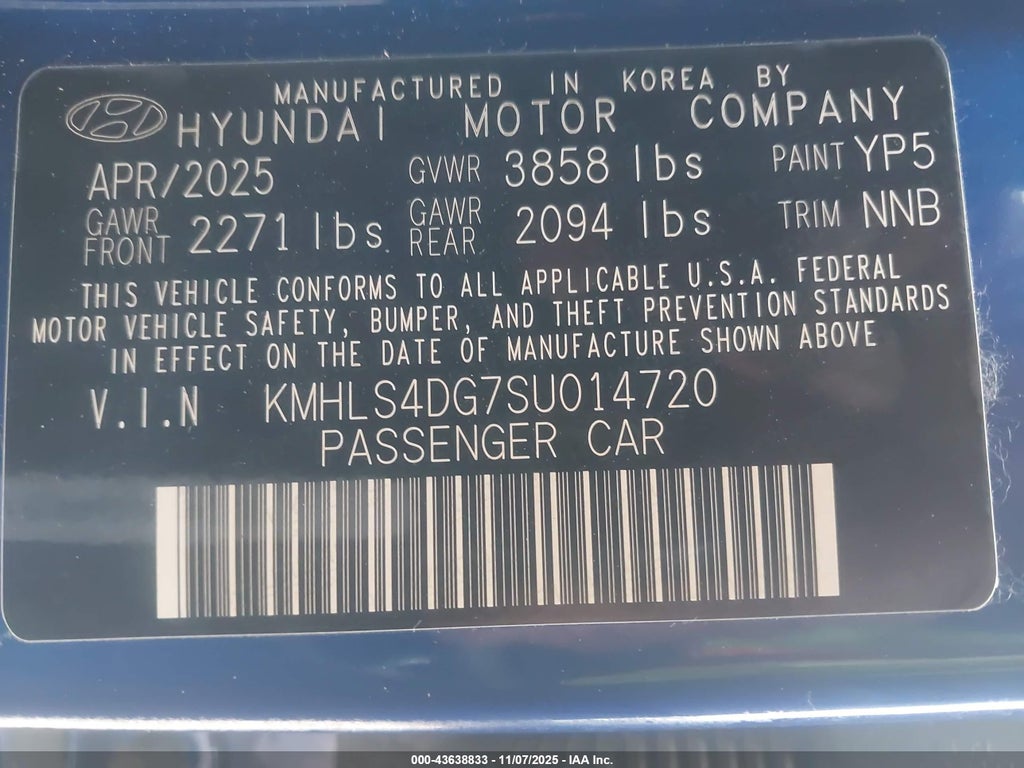 MANUFACTURED IN KOREA BY
HYUNDAI MOTOR COMPANY
APR/2025 GVWR 3858 lbs PAINT YP5
GAWR FRONT 2271 lbs GAWR REAR 2094 lbs TRIM NNB
THIS VEHICLE CONFORMS TO ALL APPLICABLE U.S.A. FEDERAL
MOTOR VEHICLE SAFETY, BUMPER, AND THEFT PREVENTION STANDARDS
IN EFFECT ON THE DATE OF MANUFACTURE SHOWN ABOVE
V.I.N KMHLS4DG7SU014720
PASSENGER CAR
000-43638833 - 11/07/2025 - IAA Inc.